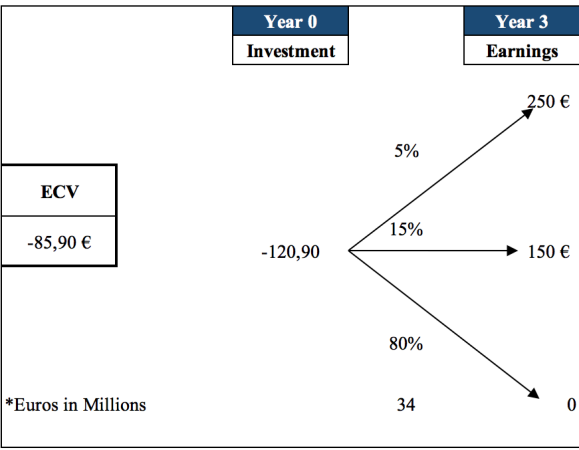 Year 0
Year 3
Investment
Earnings
250 €
5%
ECV
15%
-85,90 €
-120,90
150 €
80%
*Euros in Millions
34
0